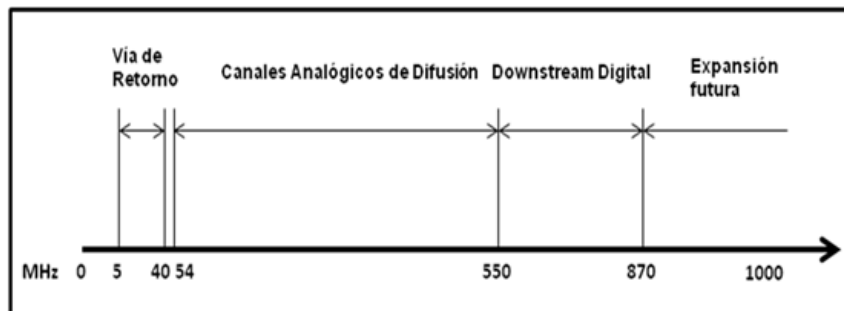 Vía de
Retorno
Canales Analógicos de Difusión
Downstream Digital
Expansión
futura
MHz 0 5 40 54 550 870 1000